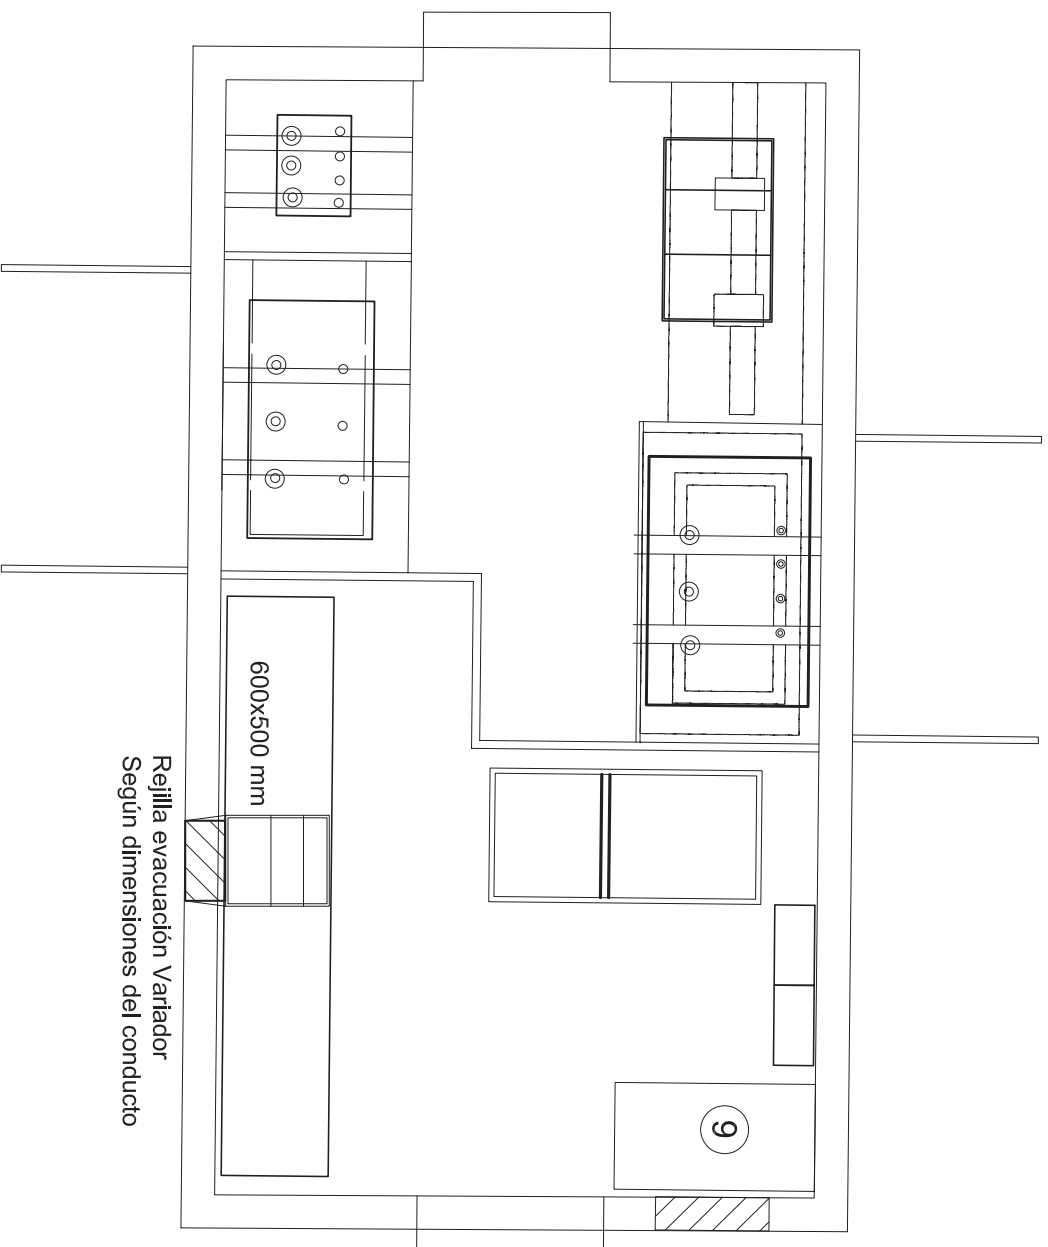 600x500 mm
Rejilla evacuación Variador
Según dimensiones del conducto
9